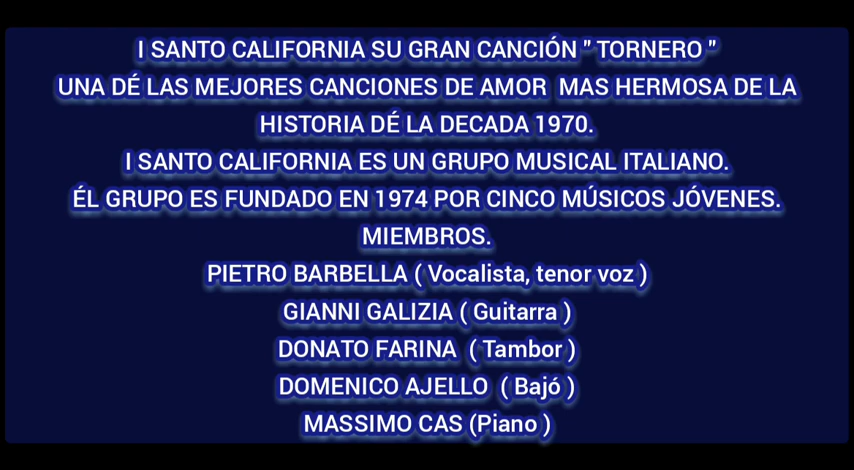 I SANTO CALIFORNIA SU GRAN CANCIÓN " TORNERO "
UNA DÉ LAS MEJORES CANCIONES DE AMOR MAS HERMOSA DE LA
HISTORIA DÉ LA DECADA 1970.
I SANTO CALIFORNIA ES UN GRUPO MUSICAL ITALIANO.
ÉL GRUPO ES FUNDADO EN 1974 POR CINCO MÚSICOS JÓVENES.
MIEMBROS.
PIETRO BARBELLA ( Vocalista, tenor voz )
GIANNI GALIZIA ( Guitarra )
DONATO FARINA ( Tambor )
DOMENICO AJELLO ( Bajó )
MASSIMO CAS (Piano )